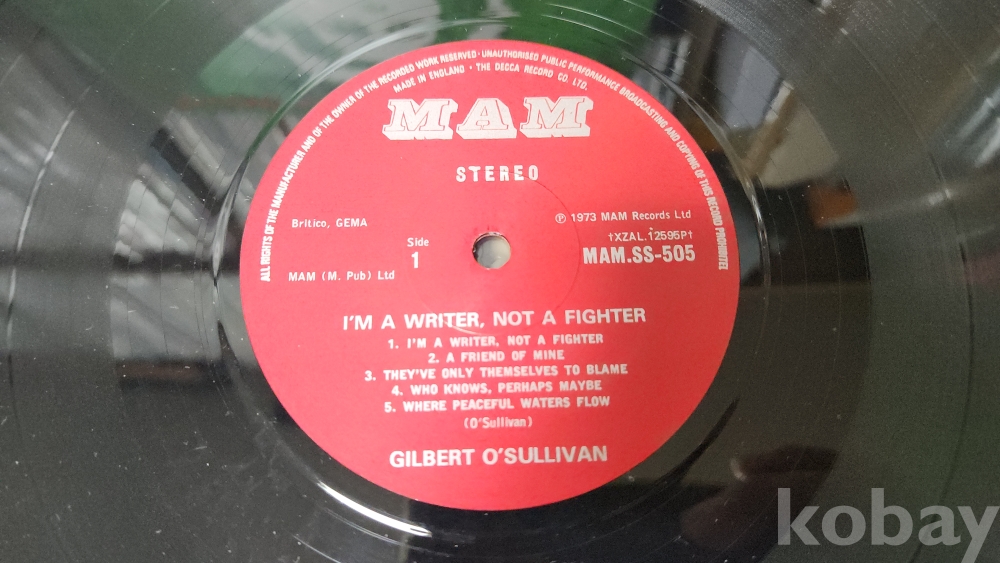 ALL RIGHTS OF THE MANUFACTURER AND OF THE OWNER OF THE RECORDED WORK RESERVED · UNAUTHORISED PUBLIC PERFORMANCE BROADCASTING AND COPYING OF THIS RECORD PROHIBITED
MADE IN ENGLAND · THE DECCA RECORD CO. LTD.
MAM
STEREO
Britico, GEMA
℗ 1973 MAM Records Ltd
Side
†XZAL.12595P†
1
MAM.SS-505
MAM (M. Pub) Ltd
I'M A WRITER, NOT A FIGHTER
1. I'M A WRITER, NOT A FIGHTER
2. A FRIEND OF MINE
3. THEY'VE ONLY THEMSELVES TO BLAME
4. WHO KNOWS, PERHAPS MAYBE
5. WHERE PEACEFUL WATERS FLOW
(O'Sullivan)
GILBERT O'SULLIVAN
kobay